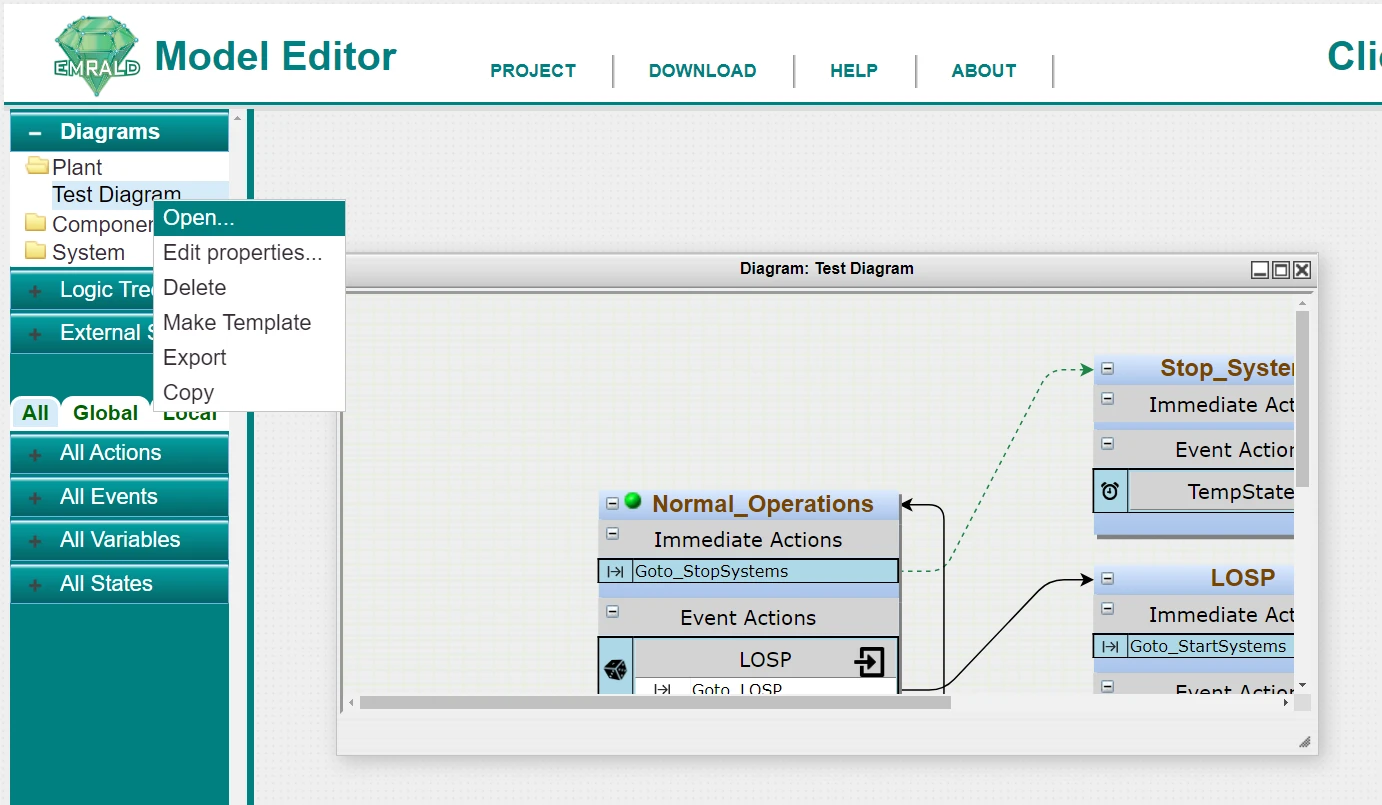 EMRALD
Model Editor
PROJECT
DOWNLOAD
HELP
ABOUT
Cli
– Diagrams
Plant
Test Diagram
Componen
System
+ Logic Tree
+ External S
Open...
Edit properties...
Delete
Make Template
Export
Copy
All
Global
Local
+ All Actions
+ All Events
+ All Variables
+ All States
Diagram: Test Diagram
Normal_Operations
Immediate Actions
Goto_StopSystems
Event Actions
LOSP
Goto_LOSP
Stop_System
Immediate Act
Event Action
TempState
LOSP
Immediate Act
Goto_StartSystems
Event Action